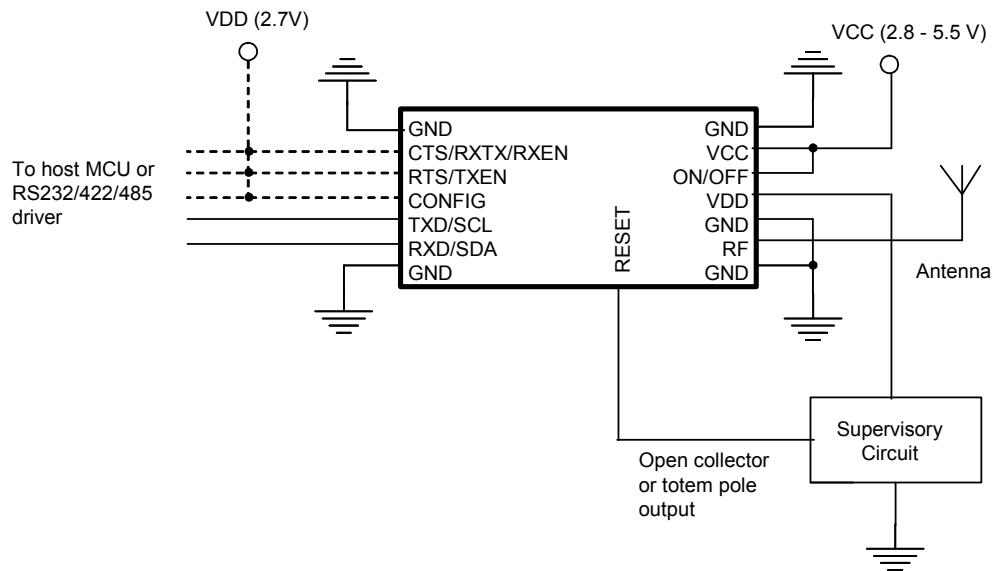 VDD (2.7V)
VCC (2.8 - 5.5 V)
To host MCU or
RS232/422/485
driver
GND
CTS/RXTX/RXEN
RTS/TXEN
CONFIG
TXD/SCL
RXD/SDA
GND
RESET
GND
VCC
ON/OFF
VDD
GND
RF
GND
Antenna
Open collector
or totem pole
output
Supervisory
Circuit